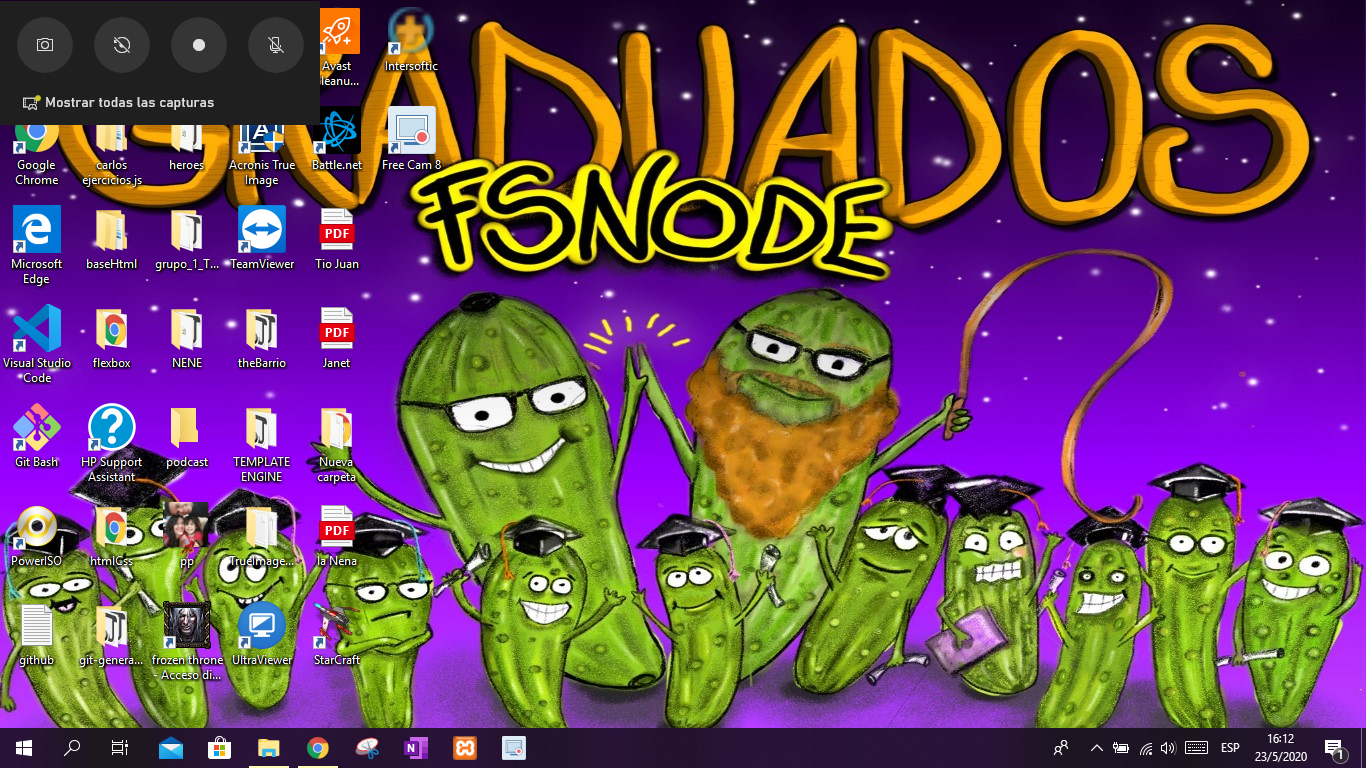 Mostrar todas las capturas
GRADUADOS
FSNODE
Avast
Cleanu...
Intersoftic
Google
Chrome
carlos
ejercicios js
heroes
Acronis True
Image
Battle.net
Free Cam 8
Microsoft
Edge
baseHtml
grupo_1_T...
TeamViewer
PDF
Tio Juan
Visual Studio
Code
flexbox
NENE
theBarrio
PDF
Janet
Git Bash
HP Support
Assistant
podcast
TEMPLATE
ENGINE
Nueva
carpeta
PowerISO
htmlCss
pp
TrueImage...
PDF
la Nena
github
git-genera...
frozen throne
- Acceso di...
UltraViewer
StarCraft
ESP
16:12
23/5/2020
1